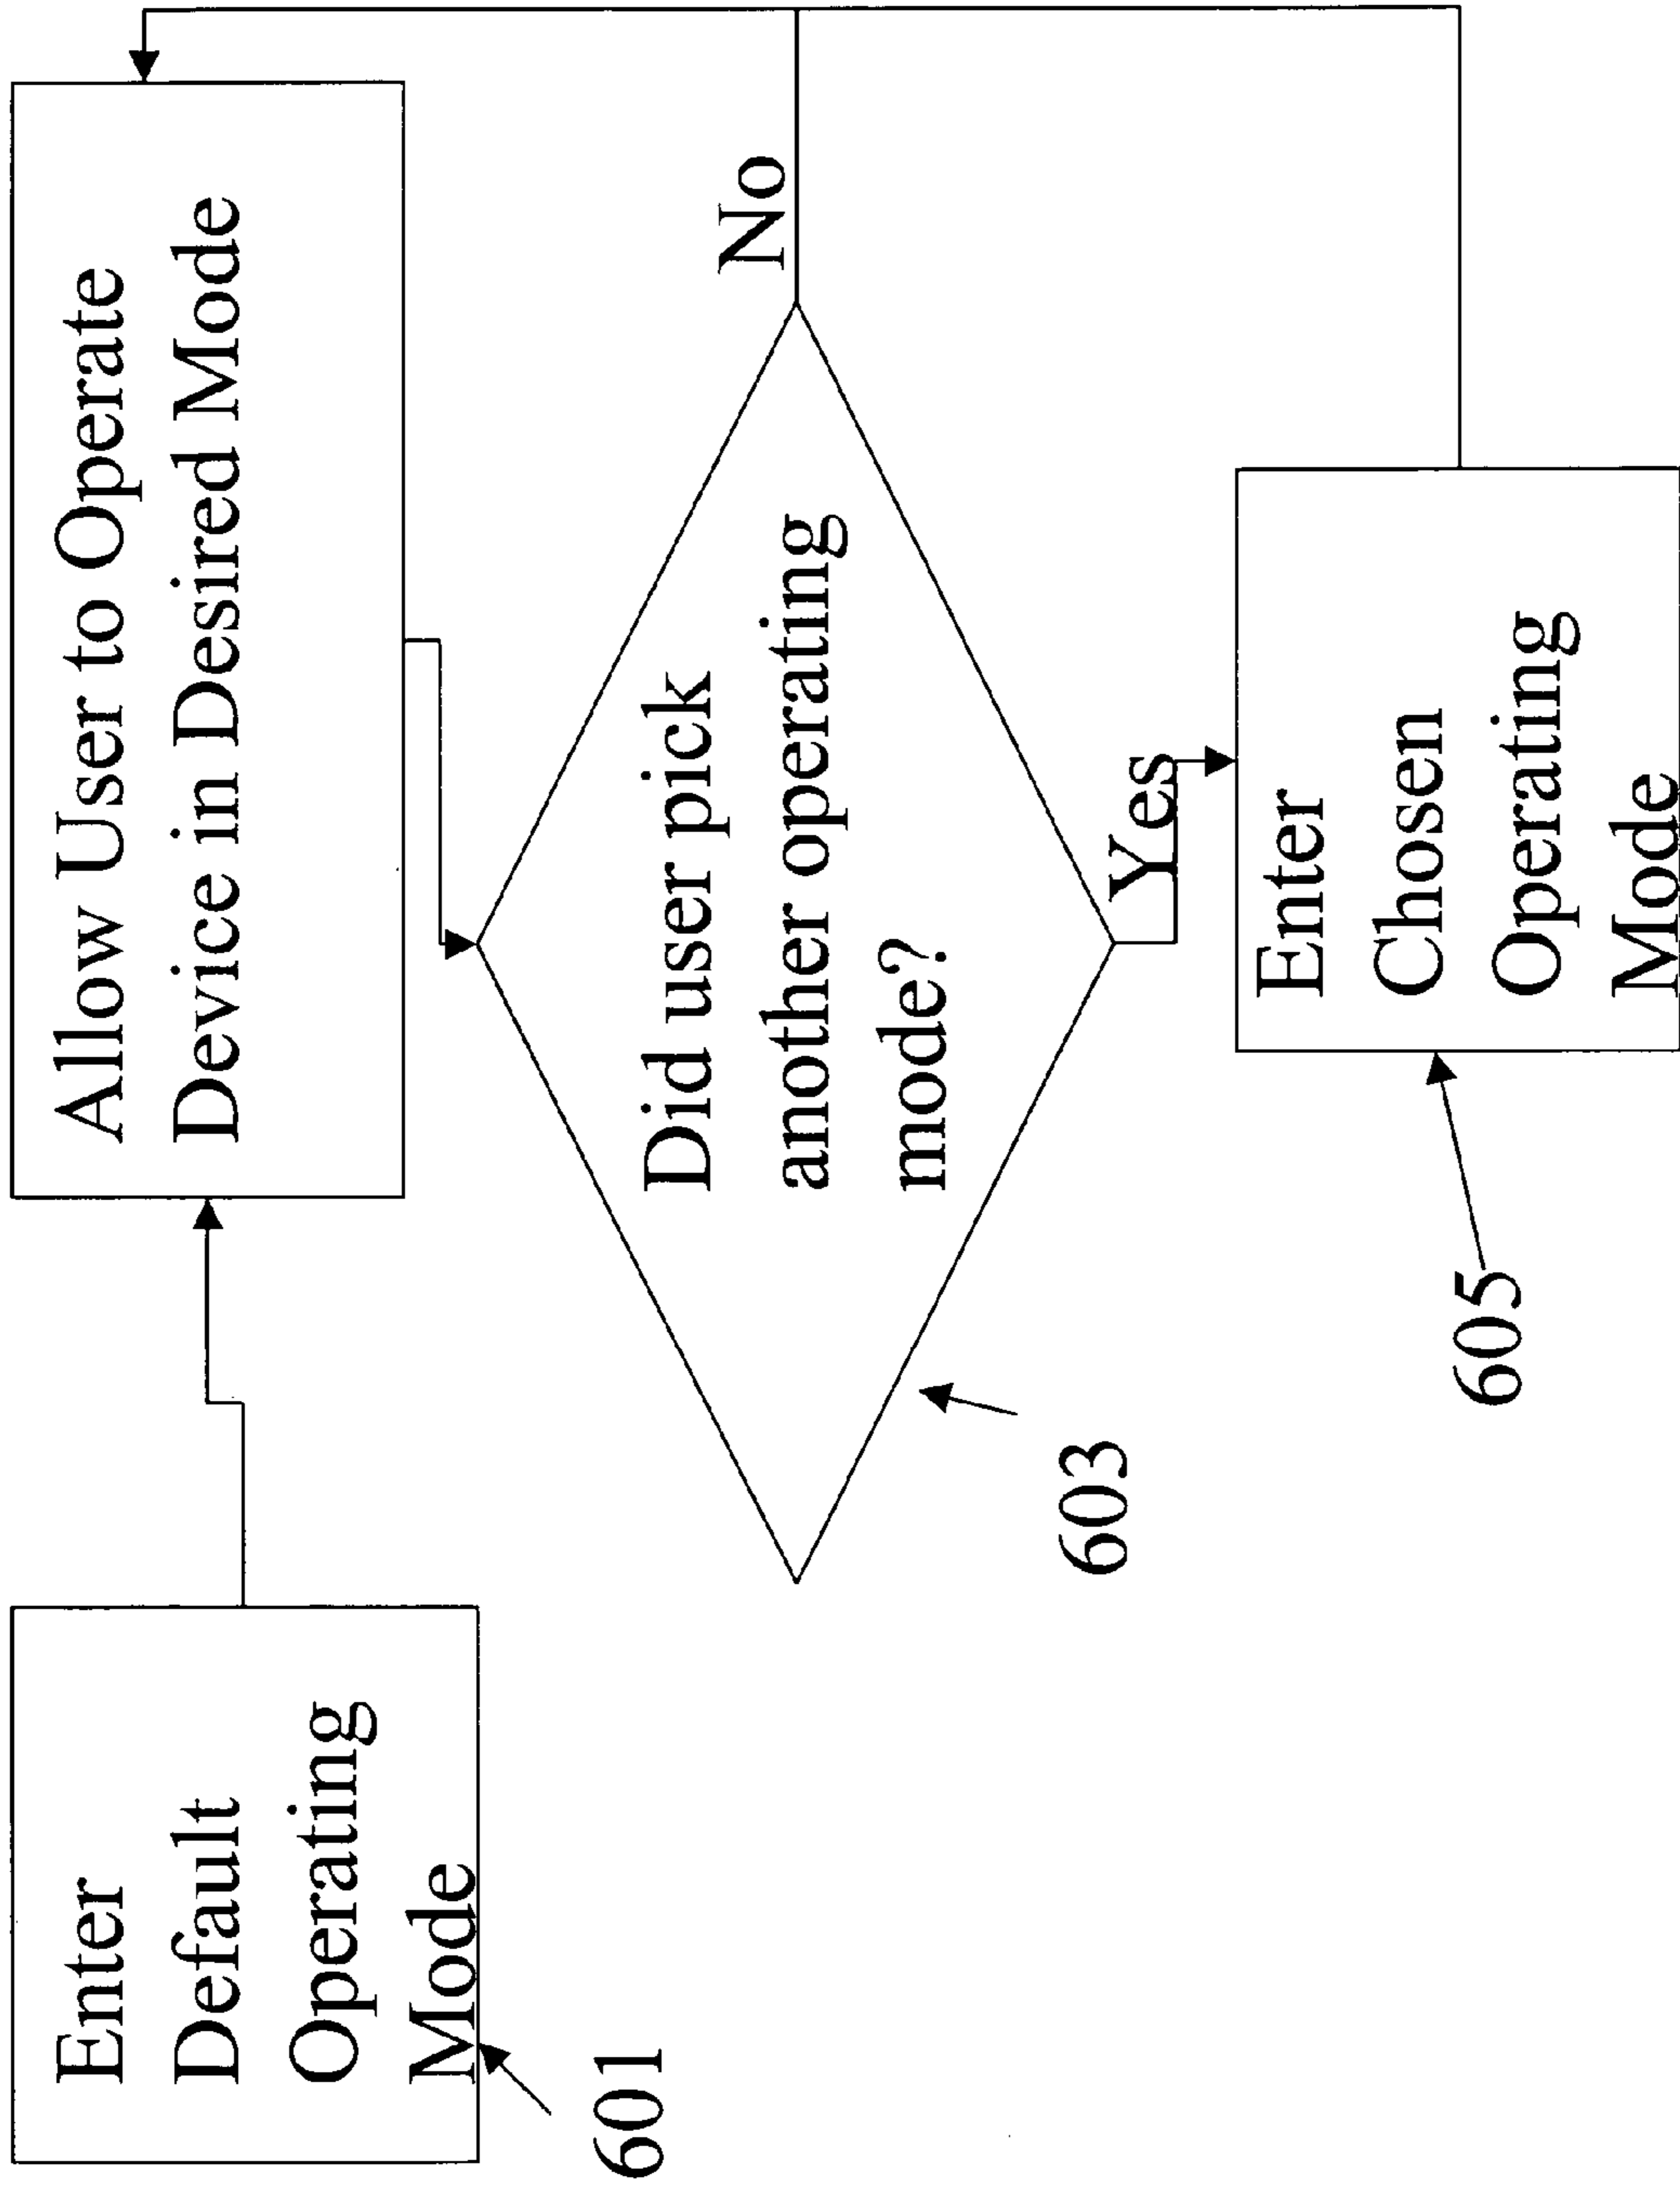 Enter
Default
Operating
Mode
601
Allow User to Operate
Device in Desired Mode
Did user pick
another operating
mode?
603
No
Yes
Enter
Chosen
Operating
Mode
605